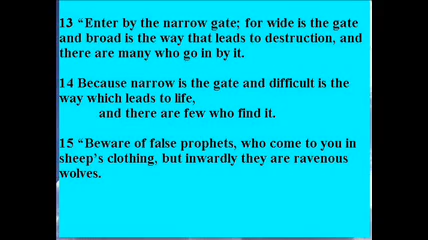 13 “Enter by the narrow gate; for wide is the gate
and broad is the way that leads to destruction, and
there are many who go in by it.
14 Because narrow is the gate and difficult is the
way which leads to life,
and there are few who find it.
15 “Beware of false prophets, who come to you in
sheep’s clothing, but inwardly they are ravenous
wolves.